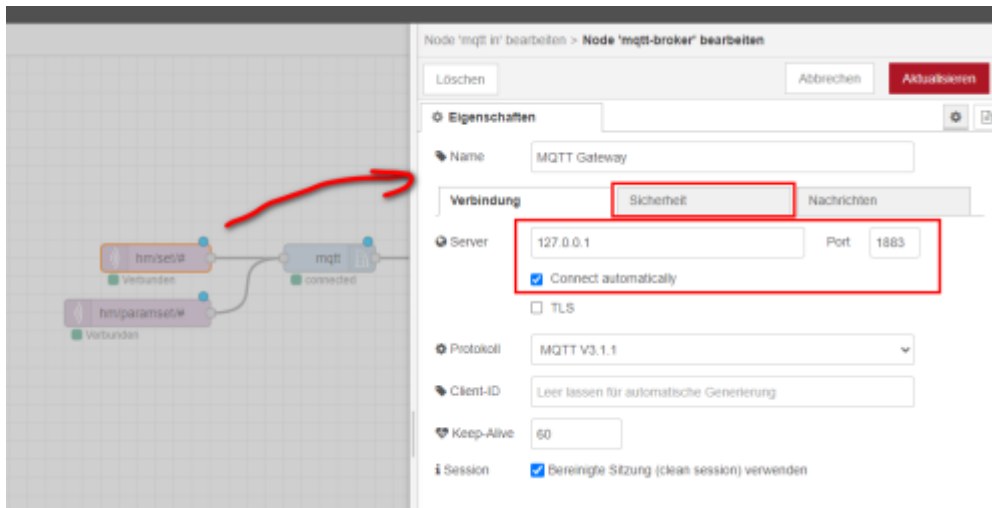 Node 'mqtt in' bearbeiten > Node 'mqtt-broker' bearbeiten
Löschen
Abbrechen
Aktualisieren
Eigenschaften
Name
MQTT Gateway
Verbindung
Sicherheit
Nachrichten
Server
127.0.0.1
Port
1883
Connect automatically
TLS
Protokoll
MQTT V3.1.1
Client-ID
Leer lassen für automatische Generierung
Keep-Alive
60
Session
Bereinigte Sitzung (clean session) verwenden
hm/set/#
Verbunden
mqtt
connected
hm/paramset/#
Verbunden